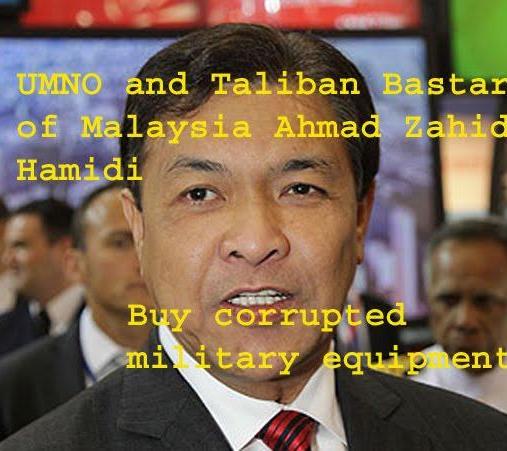 UMNO and Taliban Bastar
of Malaysia Ahmad Zahid
Hamidi
Buy corrupted
military equipment